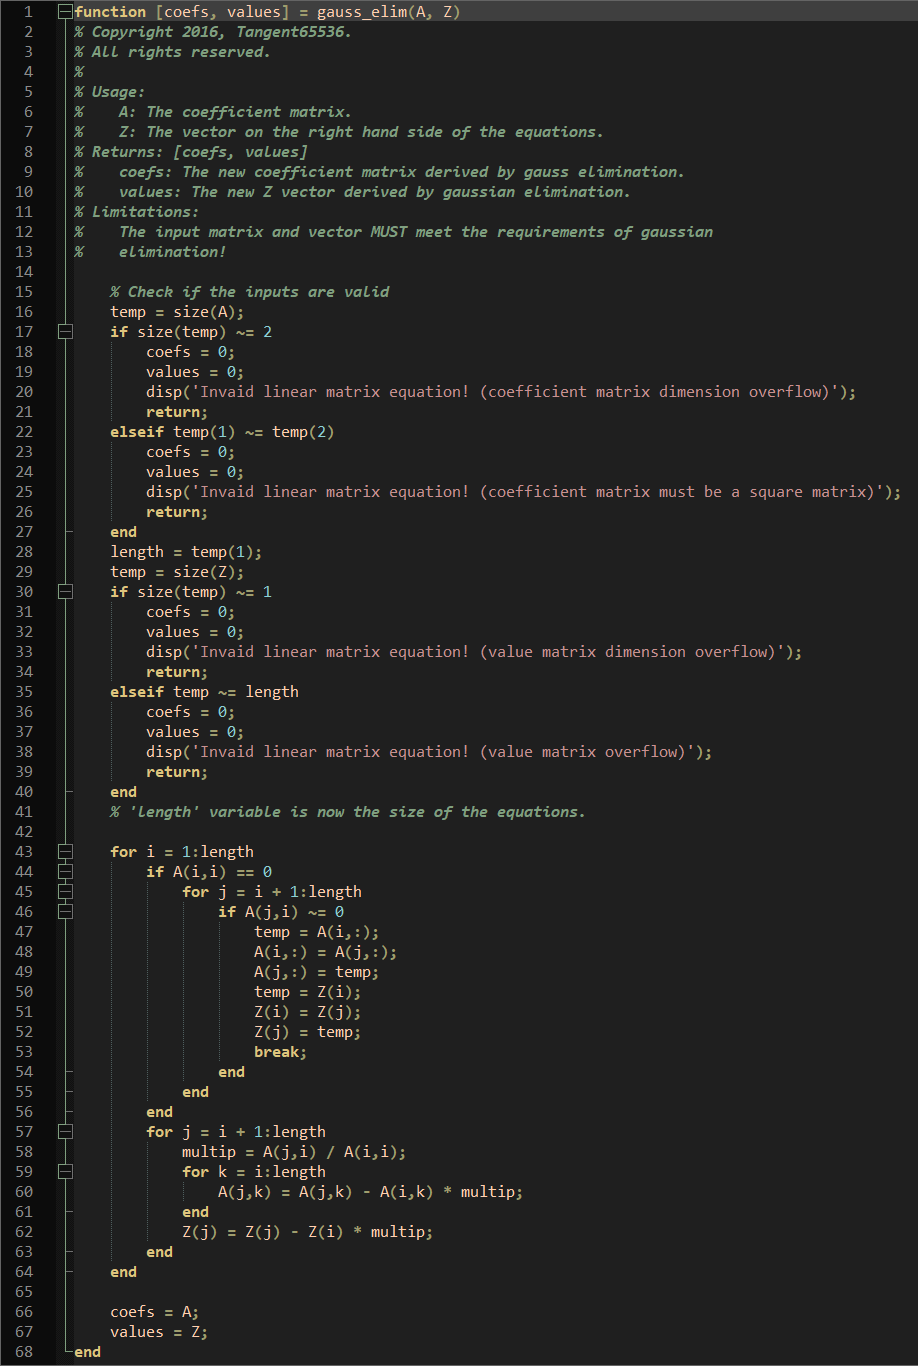 1 function [coefs, values] = gauss_elim(A, Z)
2 % Copyright 2016, Tangent65536.
3 % All rights reserved.
4 %
5 % Usage:
6 %    A: The coefficient matrix.
7 %    Z: The vector on the right hand side of the equations.
8 % Returns: [coefs, values]
9 %    coefs: The new coefficient matrix derived by gauss elimination.
10 %    values: The new Z vector derived by gaussian elimination.
11 % Limitations:
12 %    The input matrix and vector MUST meet the requirements of gaussian
13 %    elimination!
14
15     % Check if the inputs are valid
16     temp = size(A);
17     if size(temp) ~= 2
18         coefs = 0;
19         values = 0;
20         disp('Invaid linear matrix equation! (coefficient matrix dimension overflow)');
21         return;
22     elseif temp(1) ~= temp(2)
23         coefs = 0;
24         values = 0;
25         disp('Invaid linear matrix equation! (coefficient matrix must be a square matrix)');
26         return;
27     end
28     length = temp(1);
29     temp = size(Z);
30     if size(temp) ~= 1
31         coefs = 0;
32         values = 0;
33         disp('Invaid linear matrix equation! (value matrix dimension overflow)');
34         return;
35     elseif temp ~= length
36         coefs = 0;
37         values = 0;
38         disp('Invaid linear matrix equation! (value matrix overflow)');
39         return;
40     end
41     % 'length' variable is now the size of the equations.
42
43     for i = 1:length
44         if A(i,i) == 0
45             for j = i + 1:length
46                 if A(j,i) ~= 0
47                     temp = A(i,:);
48                     A(i,:) = A(j,:);
49                     A(j,:) = temp;
50                     temp = Z(i);
51                     Z(i) = Z(j);
52                     Z(j) = temp;
53                     break;
54                 end
55             end
56         end
57         for j = i + 1:length
58             multip = A(j,i) / A(i,i);
59             for k = i:length
60                 A(j,k) = A(j,k) - A(i,k) * multip;
61             end
62             Z(j) = Z(j) - Z(i) * multip;
63         end
64     end
65
66     coefs = A;
67     values = Z;
68 end